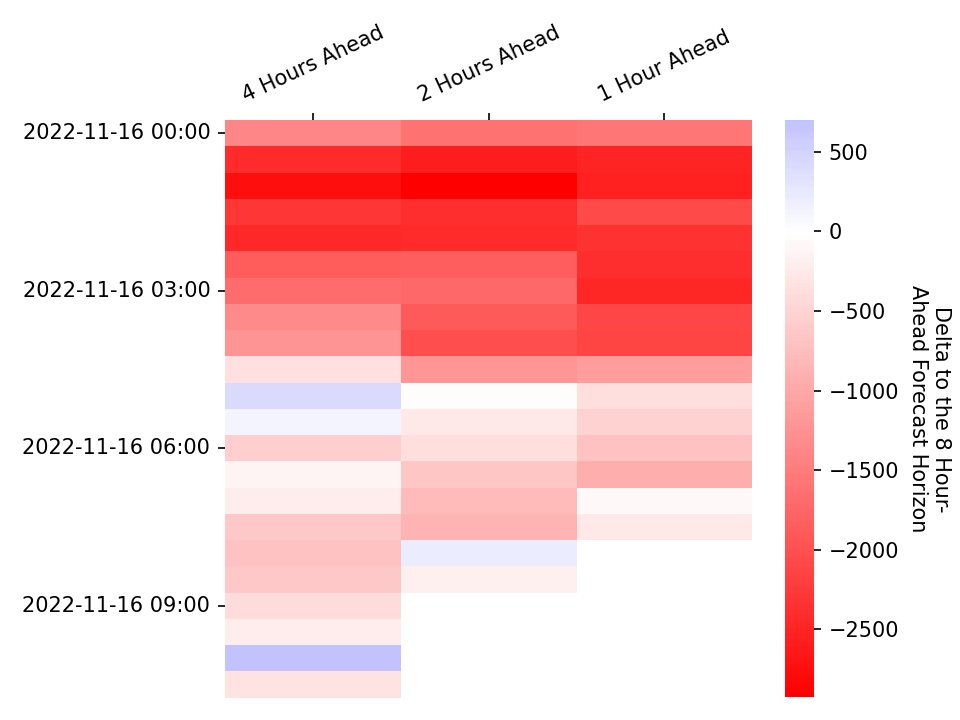 4 Hours Ahead
2 Hours Ahead
1 Hour Ahead
2022-11-16 00:00
2022-11-16 03:00
2022-11-16 06:00
2022-11-16 09:00
500
0
−500
−1000
−1500
−2000
−2500
Delta to the 8 Hour-
Ahead Forecast Horizon